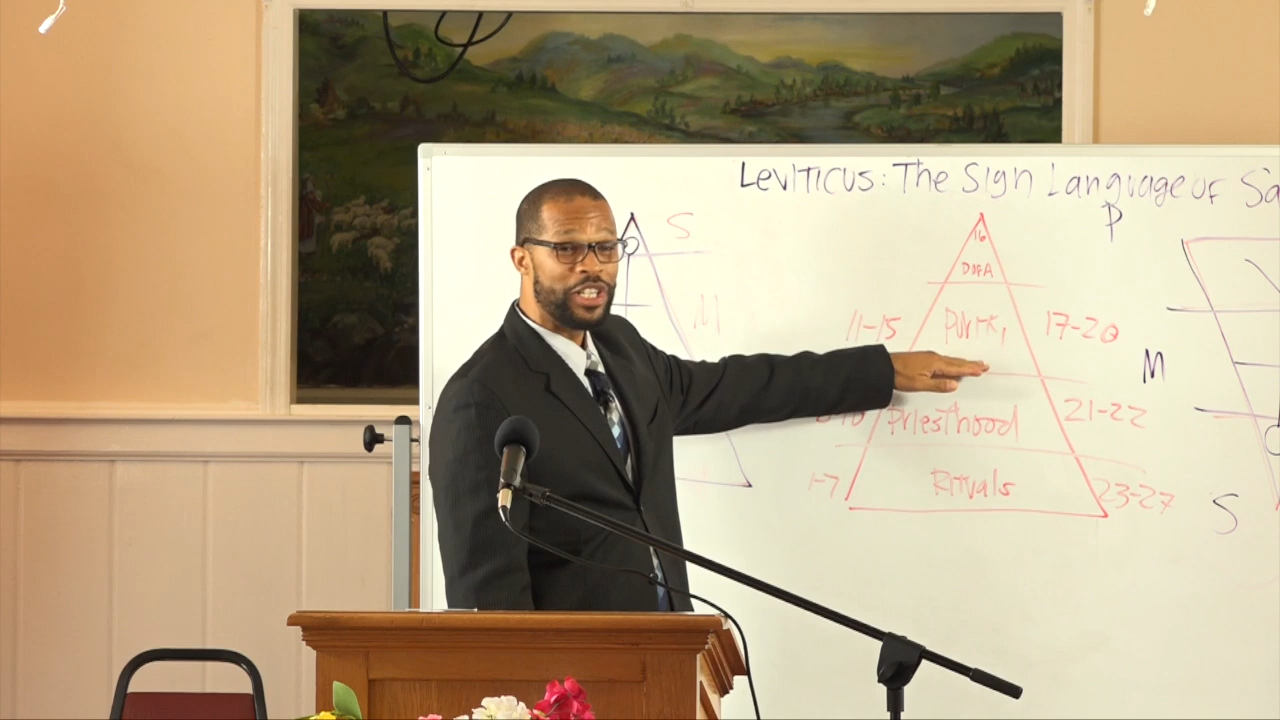 Leviticus: The Sign Language of Sa
P
S
16
DOFA
M
11-15 Purik, 17-20
M
Priesthood 21-22
1-7 Rituals 23-27
S